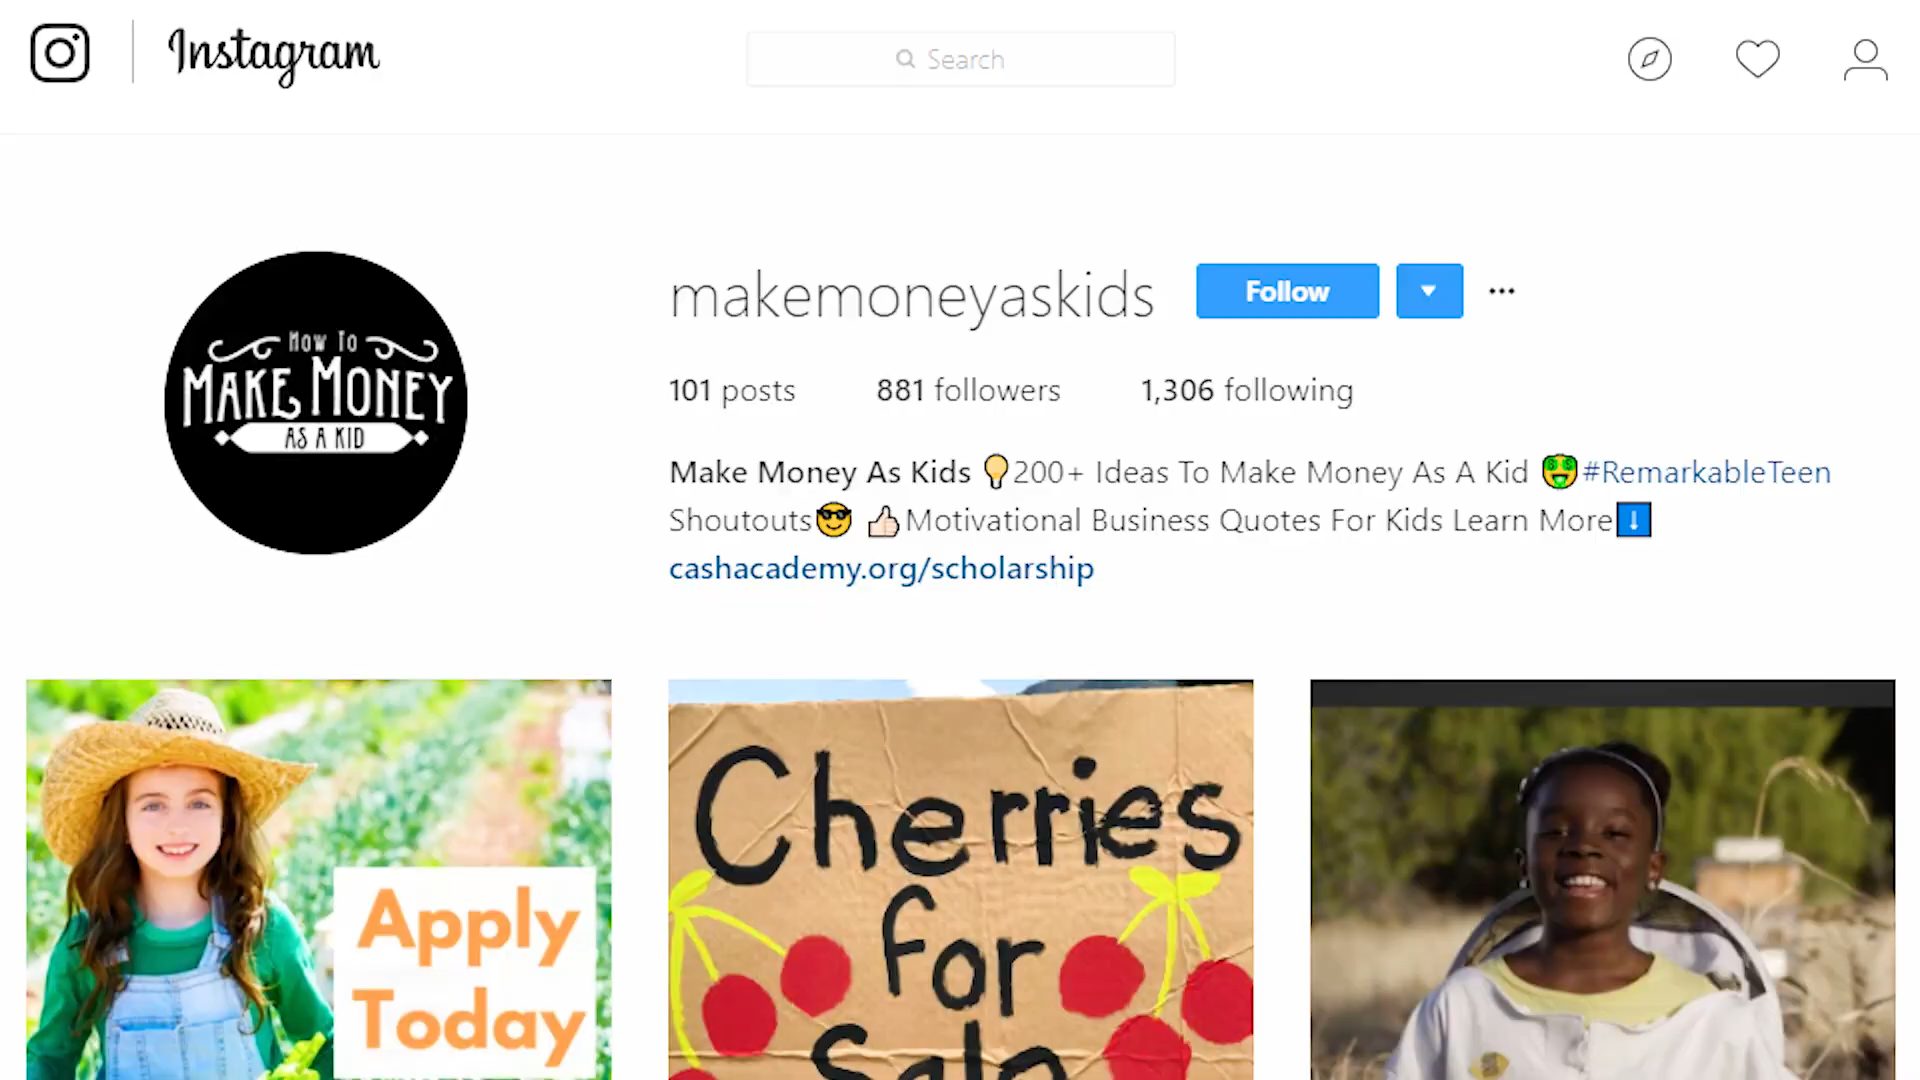 Instagram
Search
makemoneyaskids
Follow
101 posts 881 followers 1,306 following
Make Money As Kids 💡200+ Ideas To Make Money As A Kid 🤑#RemarkableTeen
Shoutouts😎 👍🏻Motivational Business Quotes For Kids Learn More⬇️
cashacademy.org/scholarship
How To
Make Money
As A Kid
Apply
Today
Cherries
for
Sale